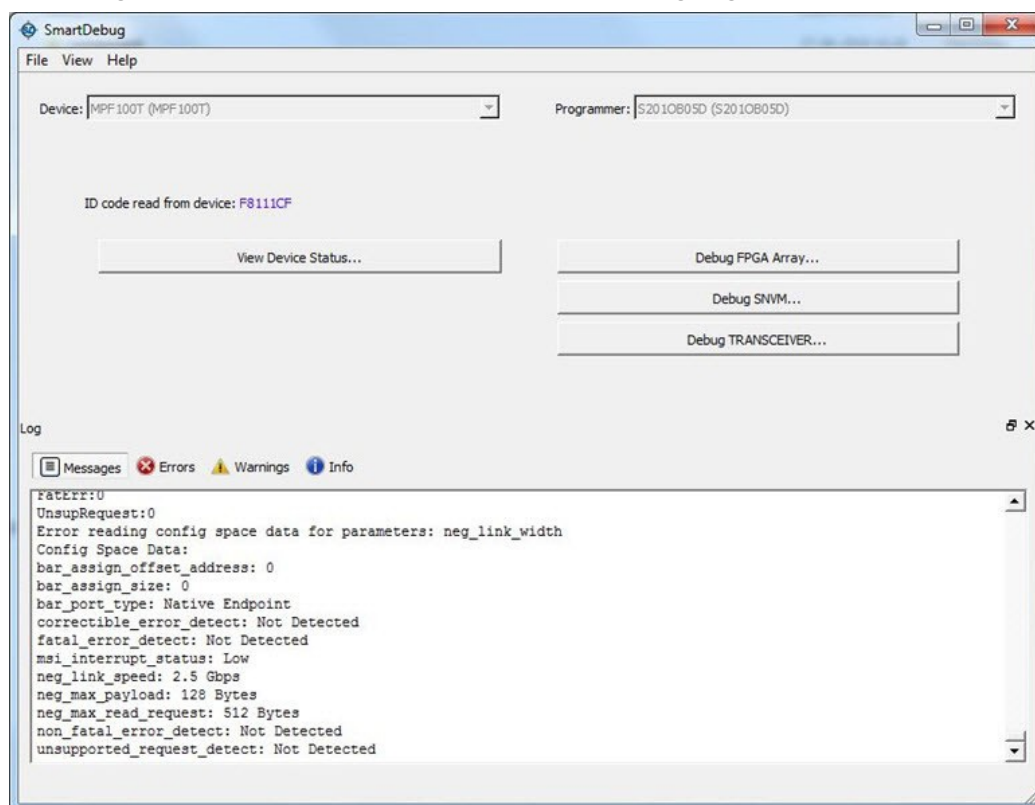 SmartDebug
File View Help
Device: MPF100T (MPF100T)
Programmer: S201OB05D (S201OB05D)
ID code read from device: F8111CF
View Device Status...
Debug FPGA Array...
Debug SNVM...
Debug TRANSCEIVER...
Log
Messages Errors Warnings Info
FatErr:0
UnsupRequest:0
Error reading config space data for parameters: neg_link_width
Config Space Data:
bar_assign_offset_address: 0
bar_assign_size: 0
bar_port_type: Native Endpoint
correctible_error_detect: Not Detected
fatal_error_detect: Not Detected
msi_interrupt_status: Low
neg_link_speed: 2.5 Gbps
neg_max_payload: 128 Bytes
neg_max_read_request: 512 Bytes
non_fatal_error_detect: Not Detected
unsupported_request_detect: Not Detected